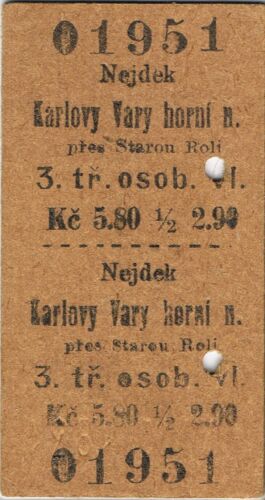 01951
Nejdek
Karlovy Vary horní n.
přes Starou Roli
3. tř. osob. vl.
Kč 5.80 ½ 2.90
Nejdek
Karlovy Vary horní n.
přes Starou Roli
3. tř. osob. vl.
Kč 5.80 ½ 2.90
01951